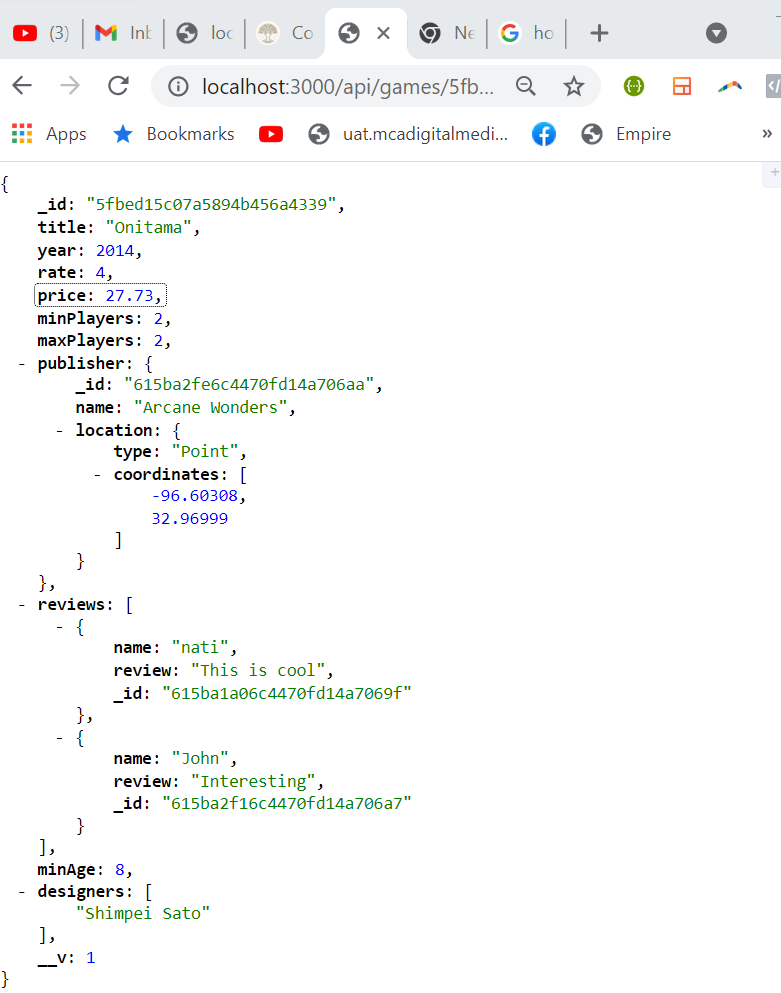 (3) Inb loc Co Ne ho
localhost:3000/api/games/5fb...
Apps Bookmarks uat.mcadigitalmedi... Empire »
{
_id: "5fbed15c07a5894b456a4339",
title: "Onitama",
year: 2014,
rate: 4,
price: 27.73,
minPlayers: 2,
maxPlayers: 2,
- publisher: {
_id: "615ba2fe6c4470fd14a706aa",
name: "Arcane Wonders",
- location: {
type: "Point",
- coordinates: [
-96.60308,
32.96999
]
}
},
- reviews: [
- {
name: "nati",
review: "This is cool",
_id: "615ba1a06c4470fd14a7069f"
},
- {
name: "John",
review: "Interesting",
_id: "615ba2f16c4470fd14a706a7"
}
],
minAge: 8,
- designers: [
"Shimpei Sato"
],
__v: 1
}